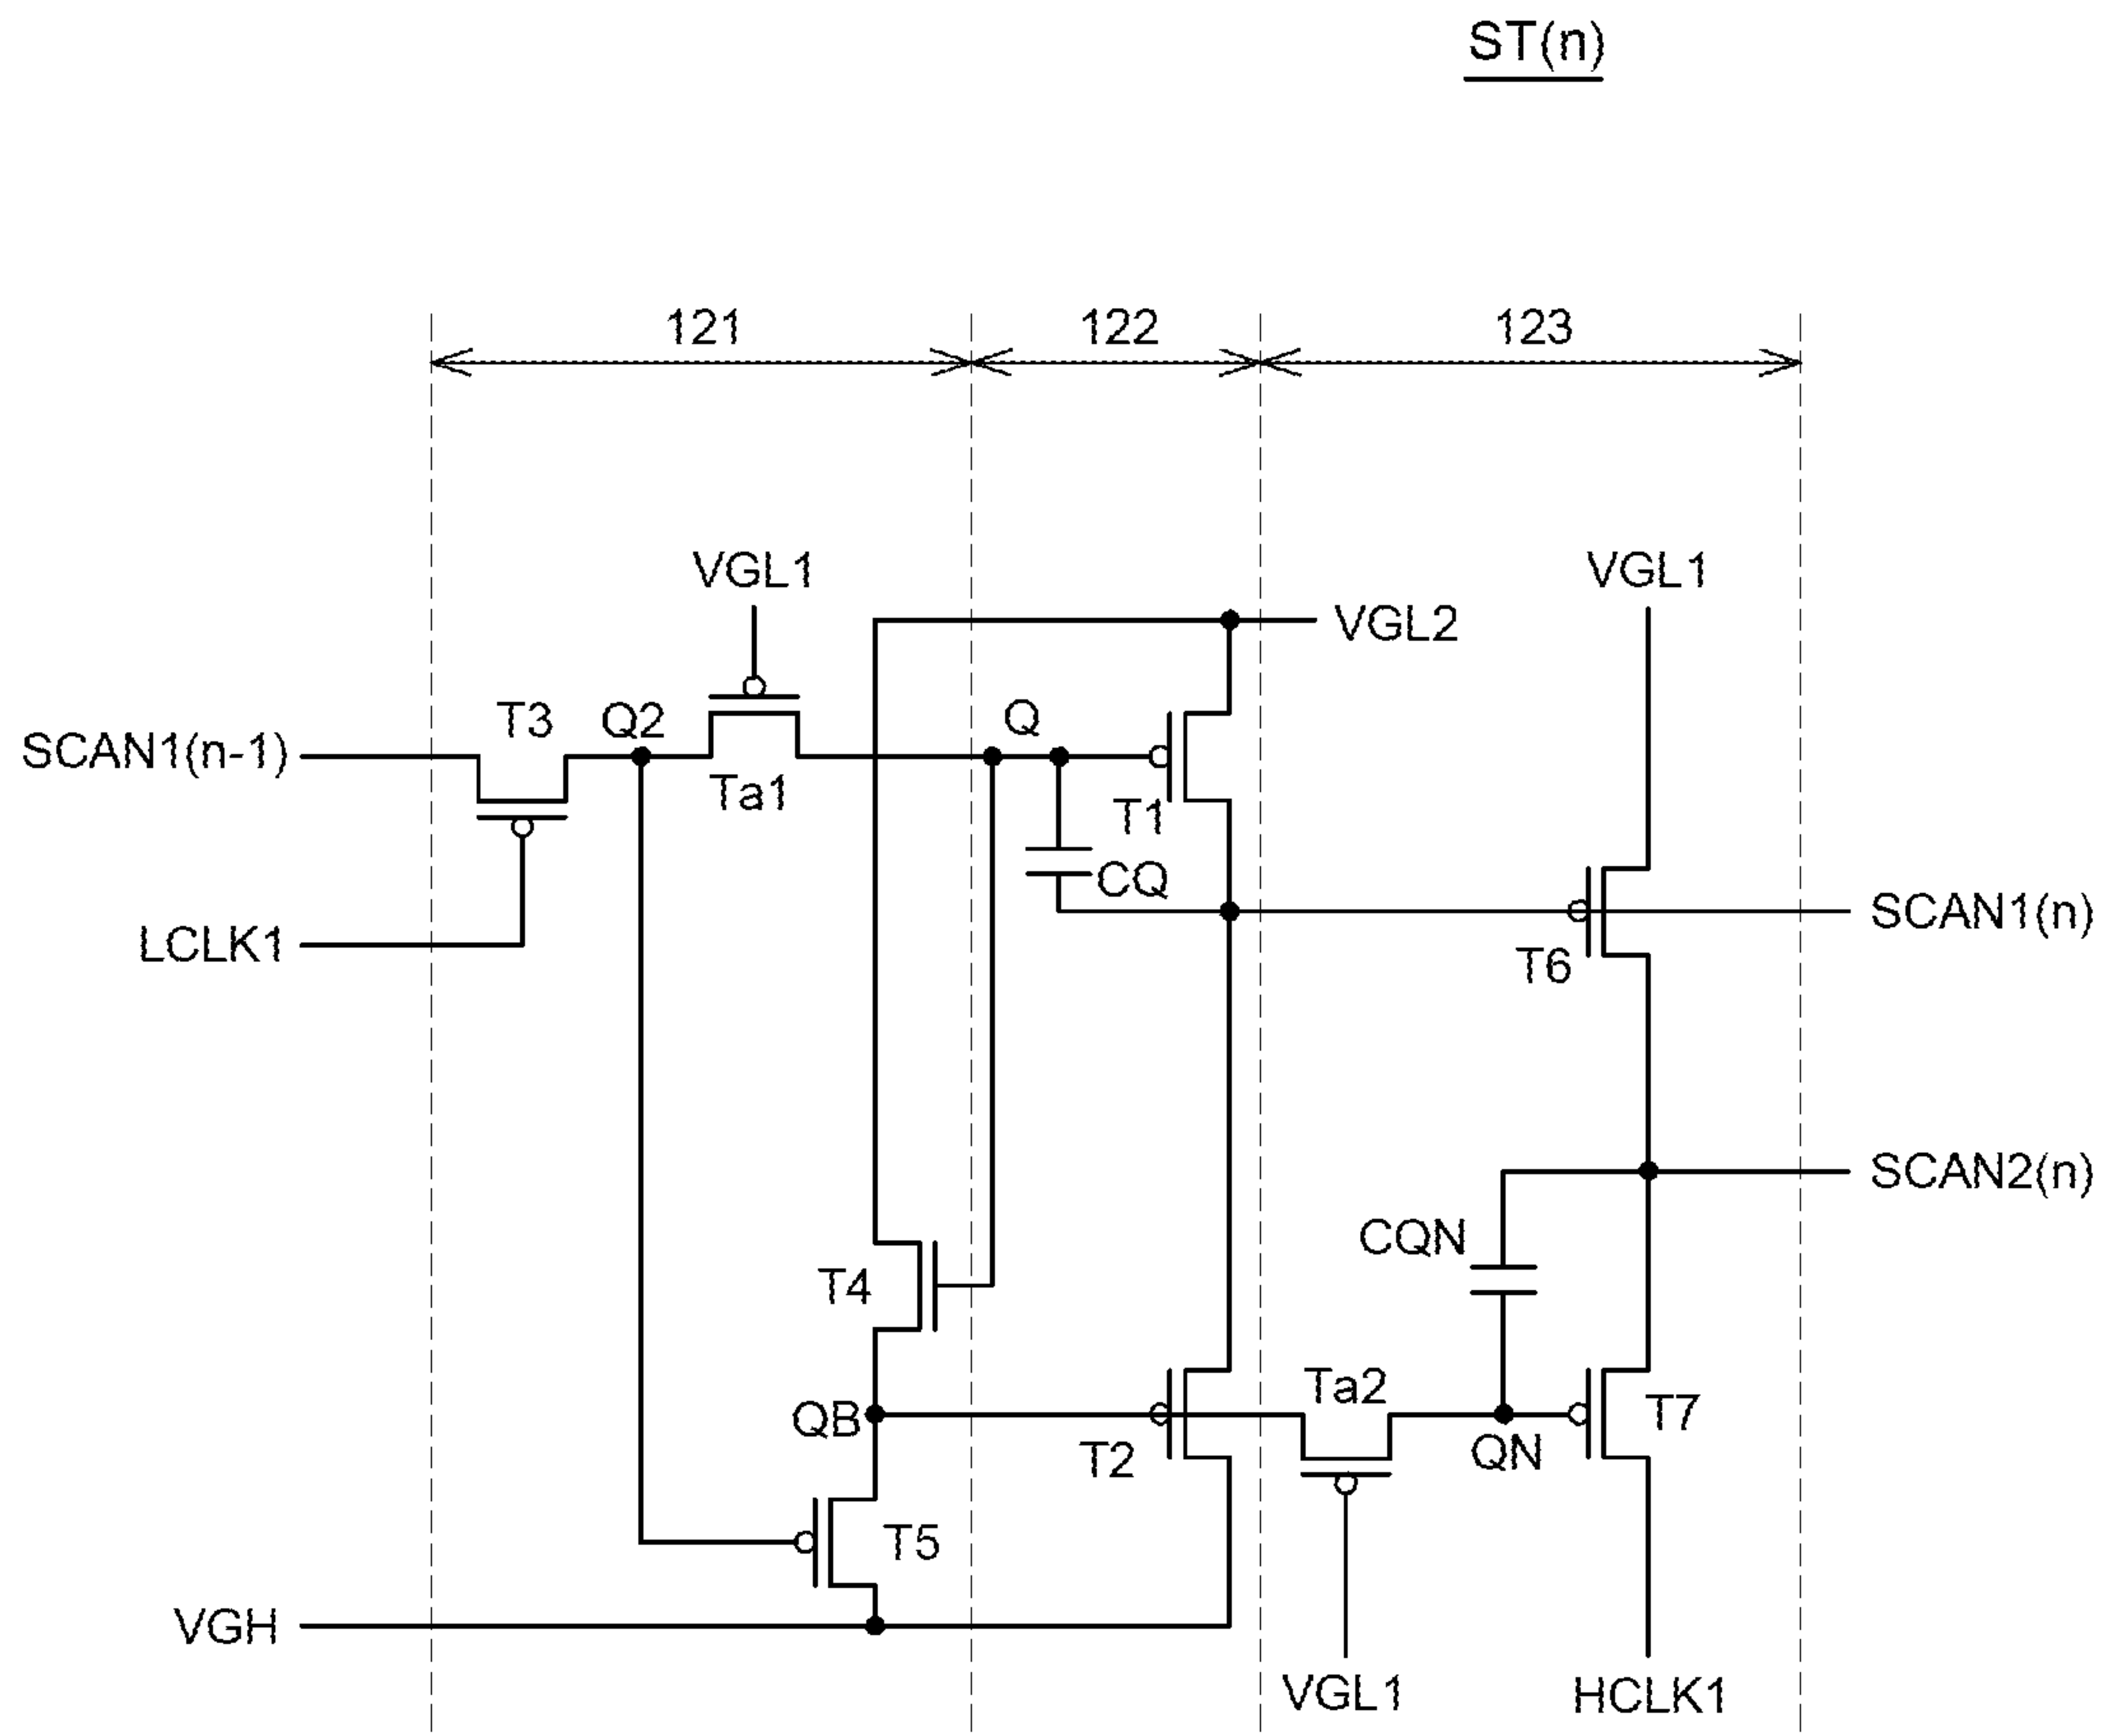 ST(n)
121 122 123
VGL1 VGL1
VGL2
T3 Q2 Q
SCAN1(n-1)
Ta1 T1
CQ
SCAN1(n)
LCLK1 T6
SCAN2(n)
CQN
T4
Ta2 T7
QB
T2 QN
T5
VGH
VGL1 HCLK1